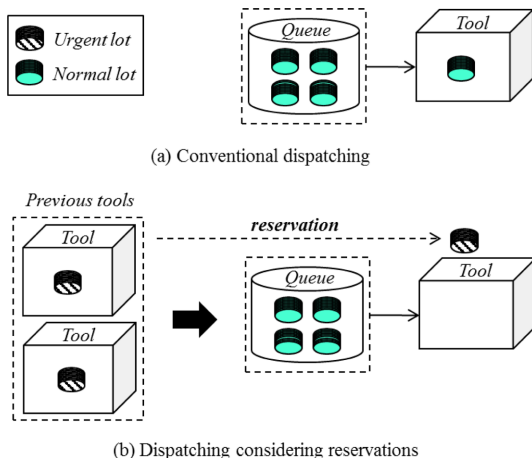 Urgent lot
Normal lot
Queue
Tool
(a) Conventional dispatching
Previous tools
Tool
Tool
reservation
Queue
Tool
(b) Dispatching considering reservations